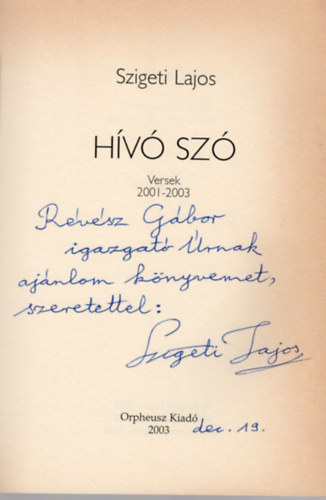 Szigeti Lajos
HÍVÓ SZÓ
Versek
2001-2003
Révész Gábor
igazgató Úrnak
ajánlom könyvemet,
szeretettel:
Szigeti Lajos
Orpheusz Kiadó
2003 dec. 19.